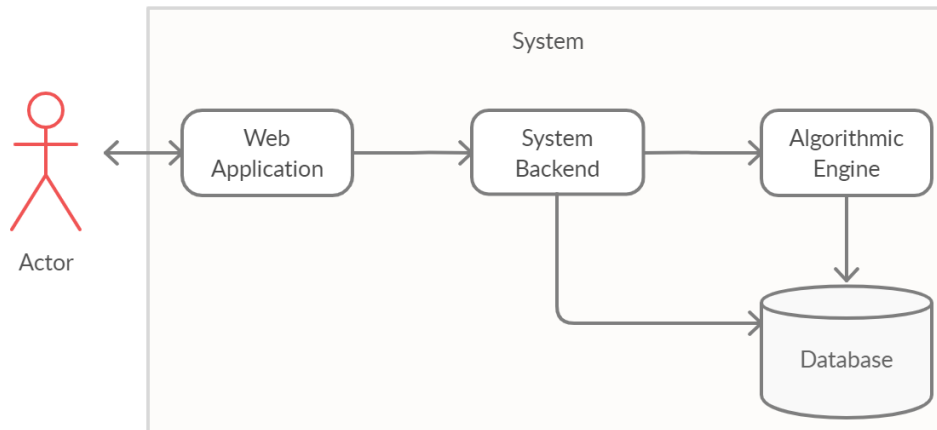 System
Web
Application
System
Backend
Algorithmic
Engine
Actor
Database